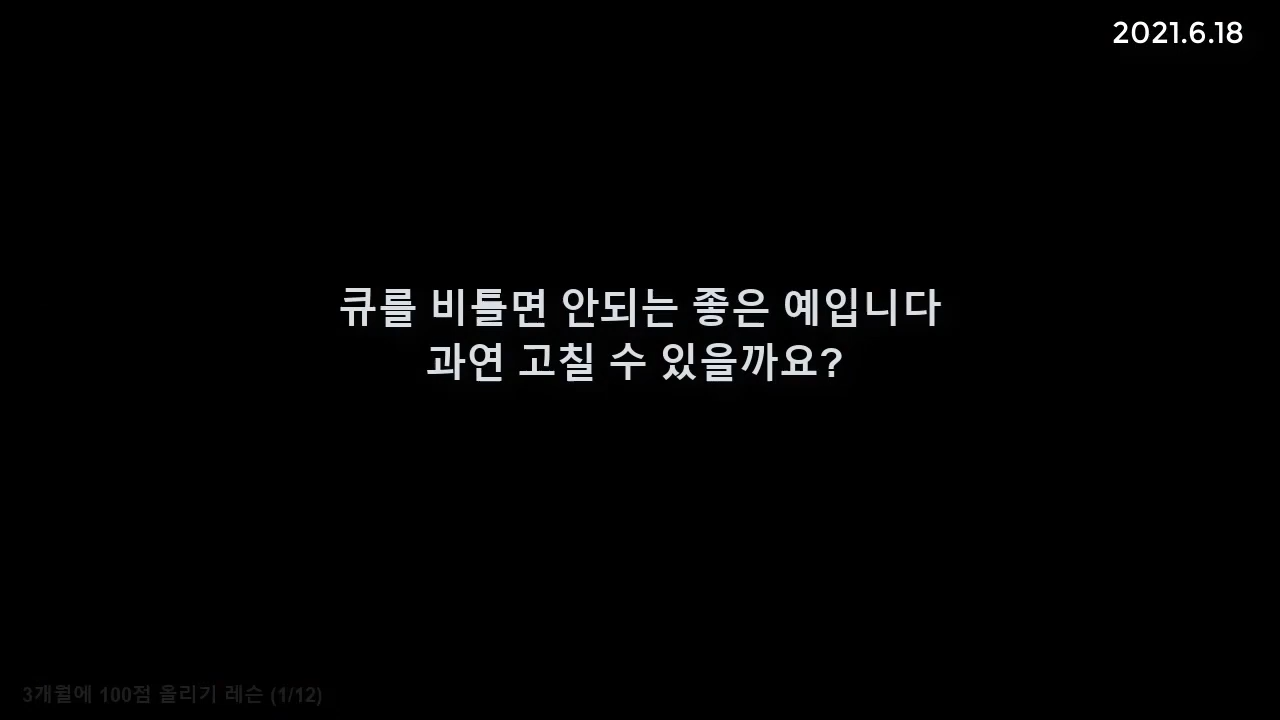 2021.6.18
큐를 비틀면 안되는 좋은 예입니다
과연 고칠 수 있을까요?
3개월에 100점 올리기 레슨 (1/12)